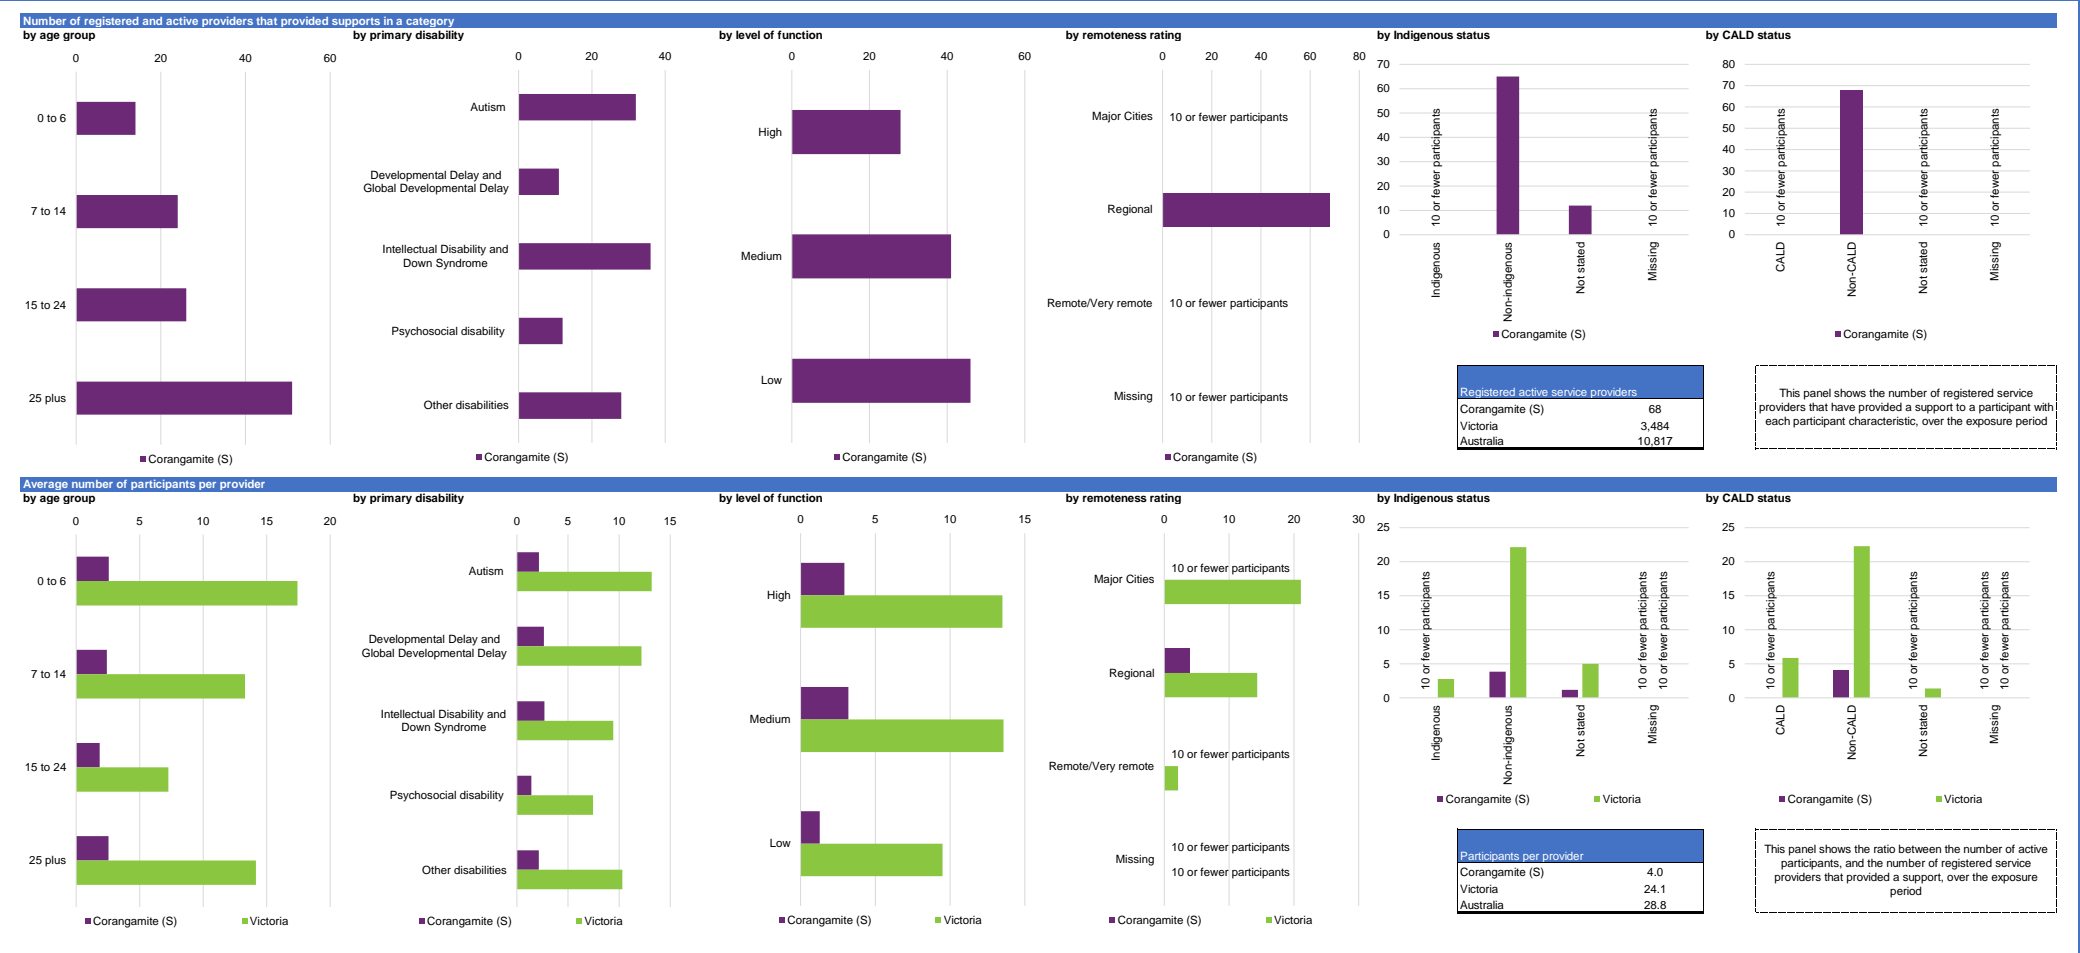 Number of registered and active providers that provided supports in a category
by age group
0 20 40 60
0 to 6
7 to 14
15 to 24
25 plus
Corangamite (S)
by primary disability
0 20 40
Autism
Developmental Delay and
Global Developmental Delay
Intellectual Disability and
Down Syndrome
Psychosocial disability
Other disabilities
Corangamite (S)
by level of function
0 20 40 60
High
Medium
Low
Corangamite (S)
by remoteness rating
0 20 40 60 80
Major Cities
10 or fewer participants
Regional
Remote/Very remote
10 or fewer participants
Missing
10 or fewer participants
Corangamite (S)
by Indigenous status
70
60
50
40
30
20
10
0
10 or fewer participants
10 or fewer participants
Indigenous
Non-indigenous
Not stated
Missing
Corangamite (S)
by CALD status
80
70
60
50
40
30
20
10
0
10 or fewer participants
10 or fewer participants
10 or fewer participants
CALD
Non-CALD
Not stated
Missing
Corangamite (S)
Registered active service providers
Corangamite (S) 68
Victoria 3,484
Australia 10,817
This panel shows the number of registered service
providers that have provided a support to a participant with
each participant characteristic, over the exposure period
Average number of participants per provider
by age group
0 5 10 15 20
0 to 6
7 to 14
15 to 24
25 plus
Corangamite (S) Victoria
by primary disability
0 5 10 15
Autism
Developmental Delay and
Global Developmental Delay
Intellectual Disability and
Down Syndrome
Psychosocial disability
Other disabilities
Corangamite (S) Victoria
by level of function
0 5 10 15
High
Medium
Low
Corangamite (S) Victoria
by remoteness rating
0 10 20 30
Major Cities
10 or fewer participants
Regional
Remote/Very remote
10 or fewer participants
Missing
10 or fewer participants
10 or fewer participants
Corangamite (S) Victoria
by Indigenous status
25
20
15
10
5
0
10 or fewer participants
10 or fewer participants
10 or fewer participants
Indigenous
Non-indigenous
Not stated
Missing
Corangamite (S) Victoria
by CALD status
25
20
15
10
5
0
10 or fewer participants
10 or fewer participants
10 or fewer participants
10 or fewer participants
CALD
Non-CALD
Not stated
Missing
Corangamite (S) Victoria
Participants per provider
Corangamite (S) 4.0
Victoria 24.1
Australia 28.8
This panel shows the ratio between the number of active
participants, and the number of registered service
providers that provided a support, over the exposure
period